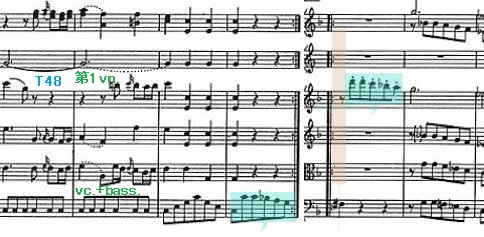 T48 第1vn.
vc.+bass.